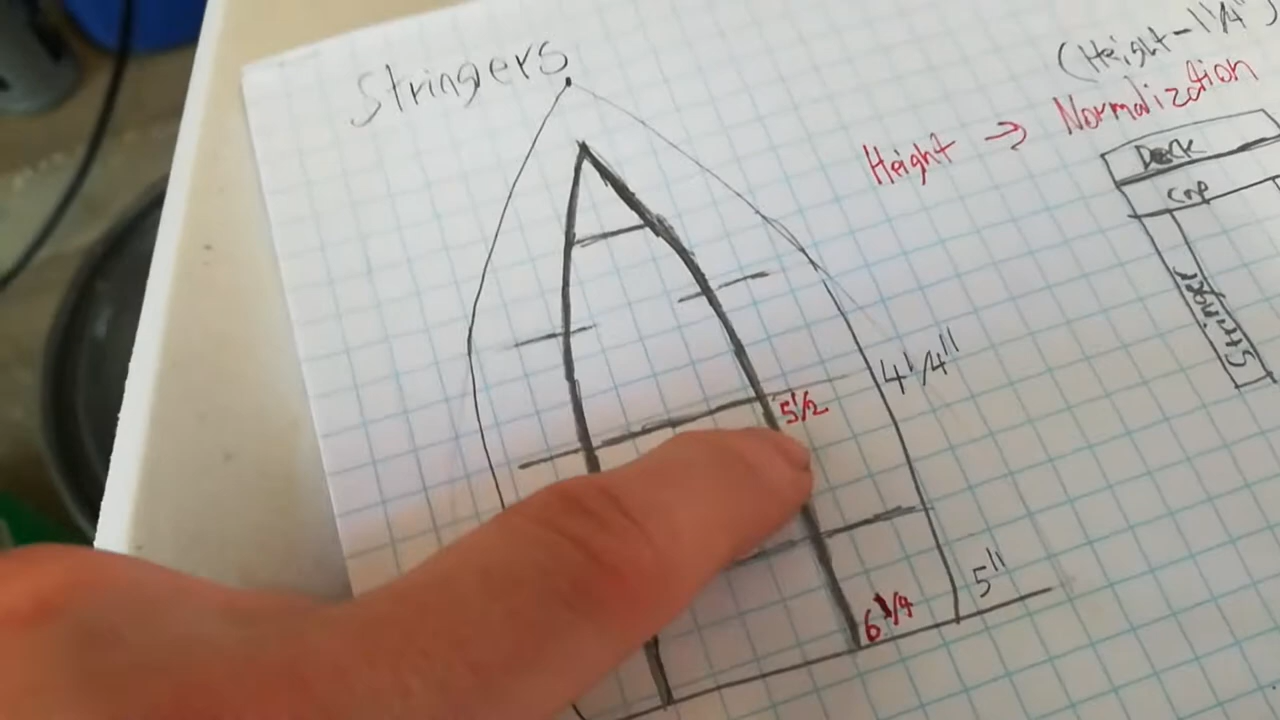 Stringers
(Height-1 1/4")
Height → Normalization
Deck
Cap
Stringer
4 1/4"
5 1/2
5"
6 1/4